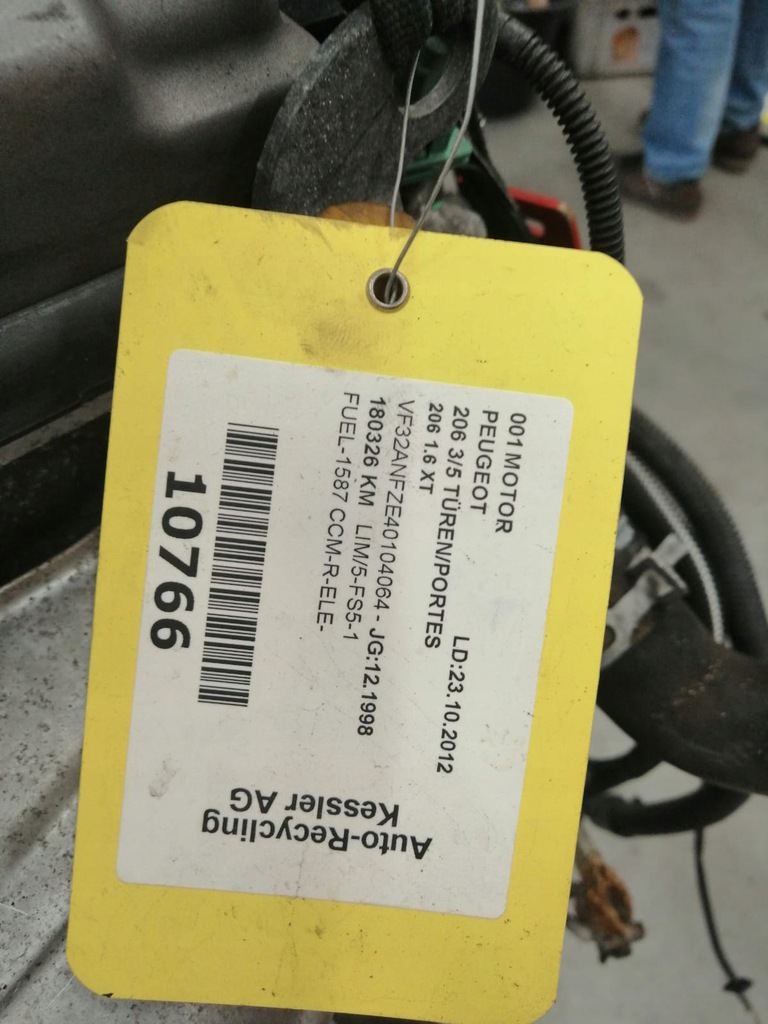 001 MOTOR
PEUGEOT
206 3/5 TÜREN/PORTES LD:23.10.2012
206 1.6 XT
VF32ANFZE40104064 - JG:12.1998
180326 KM LIM/5-FS5-1
FUEL-1587 CCM-R-ELE-
10766
Auto-Recycling
Kessler AG